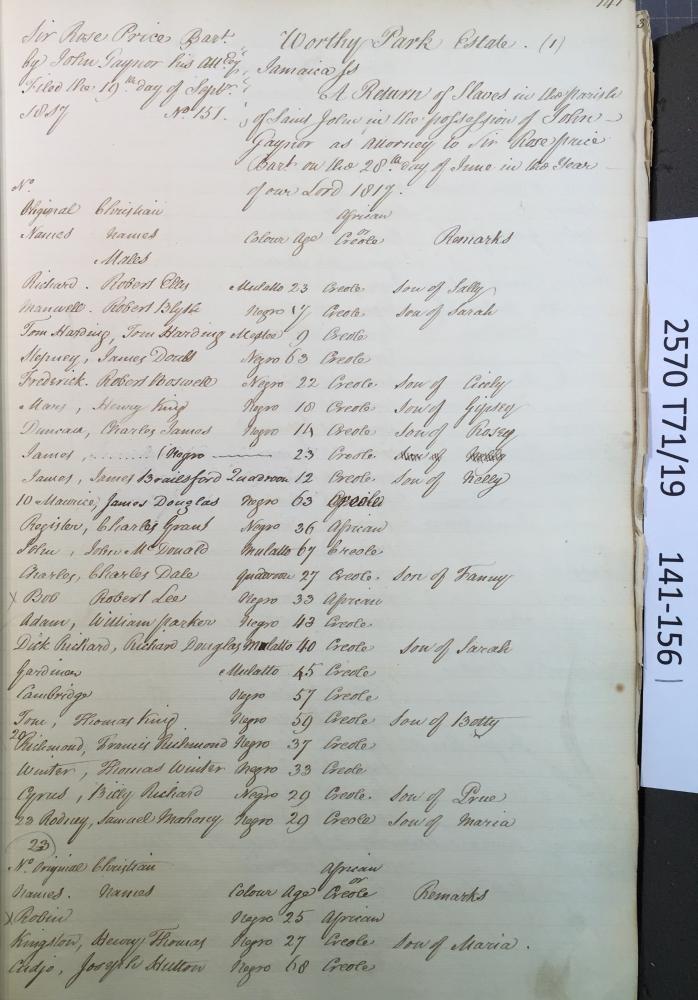 141
3
Sir Rose Price Bart
by John Gaynor his Att'y
Filed the 19th day of Septr.
1817 No. 151.
Worthy Park Estate. (1)
Jamaica Ss
A Return of Slaves in the Parish
of Saint John in the possession of John
Gaynor as Attorney to Sir Rose Price
Bart on the 28th day of June in the Year
of our Lord 1817.
No.
Original Christian African
Names Names Colour Age or Creole Remarks
Males
Richard. Robert Ellis Mulatto 23 Creole Son of Sally
Manwell. Robert Blyth Negro 17 Creole Son of Sarah
Tom Harding, Tom Harding Mestee 9 Creole
Stepney, James Doull Negro 63 Creole
Frederick. Robert Boswell Negro 22 Creole Son of Cicely
Mars, Henry King Negro 18 Creole Son of Gipsey
Duncan, Charles James Negro 14 Creole Son of Rosey
James, (Negro 23 Creole
James, James Brailsford Quadroon 12 Creole Son of Nelly
10 Maurice, James Douglas Negro 63 Creole
Register, Charles Grant Negro 36 African
John, John McDonald Mulatto 67 Creole
Charles, Charles Dale Quadroon 27 Creole. Son of Fanny
x Bob Robert Lee Negro 33 African
Adam, William Parker Negro 43 Creole
Dick Richard, Richard Douglas Mulatto 40 Creole Son of Sarah
Gardiner Mulatto 45 Creole
Cambridge Negro 57 Creole
Tom, Thomas King Negro 59 Creole Son of Betty
20 Richmond, Francis Richmond Negro 37 Creole
Winter, Thomas Winter Negro 33 Creole
Cyrus, Billy Richard Negro 29 Creole. Son of Prue
23 Rodney, Samuel Mahoney Negro 29 Creole Son of Maria
23
No. Original Christian African
Names. Names Colour Age or Creole Remarks
x Robin Negro 25 African
Kingston, Henry Thomas Negro 27 Creole Son of Maria.
Cudjo, Joseph Hutton Negro 68 Creole
2570 T71/19 141-156